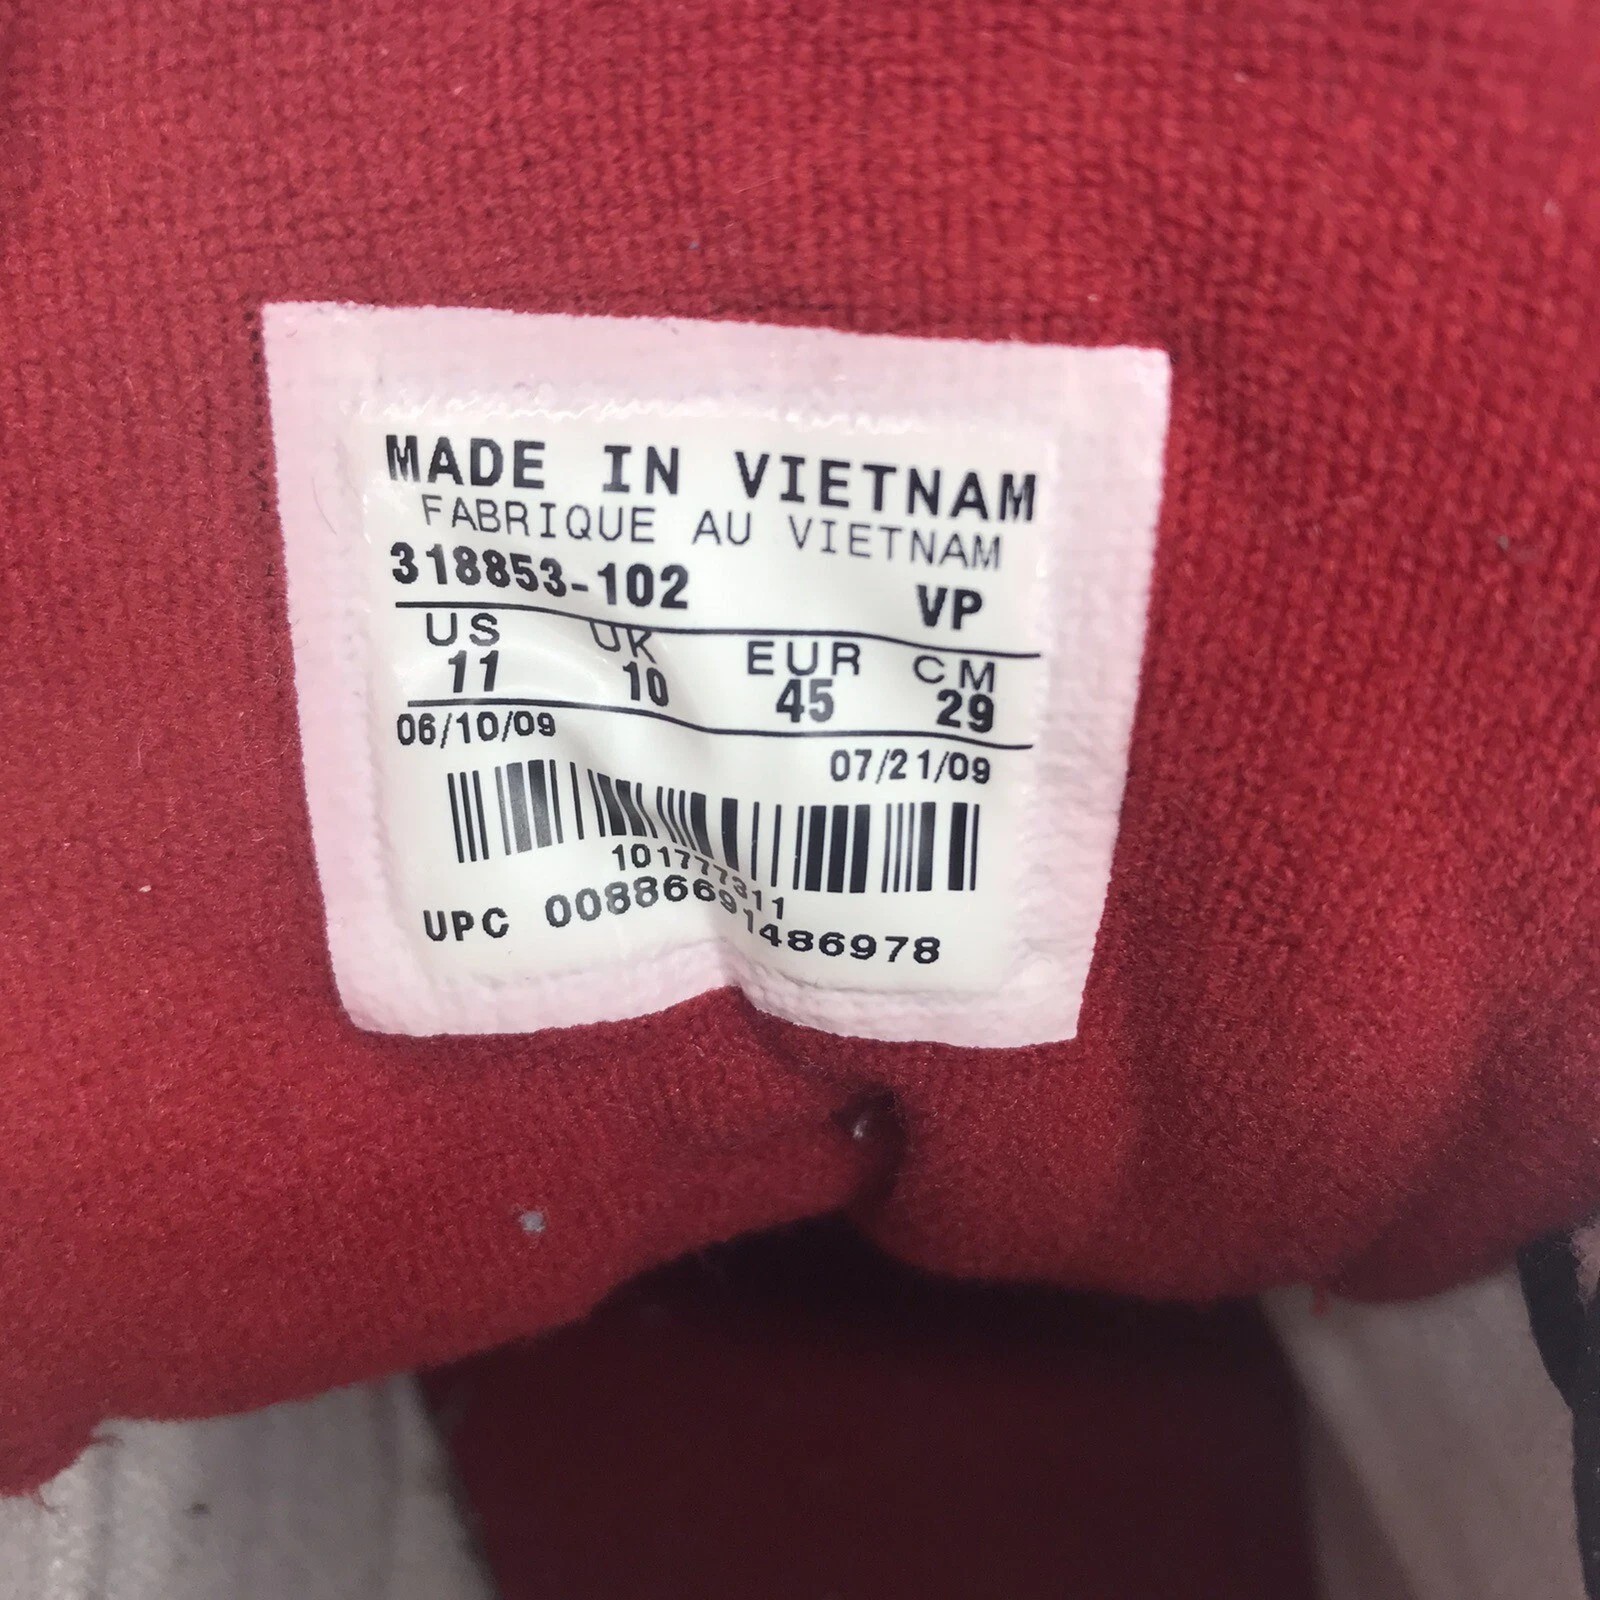 MADE IN VIETNAM
FABRIQUE AU VIETNAM
318853-102 VP
US UK EUR CM
11 10 45 29
06/10/09 07/21/09
101777311
UPC 00886691486978